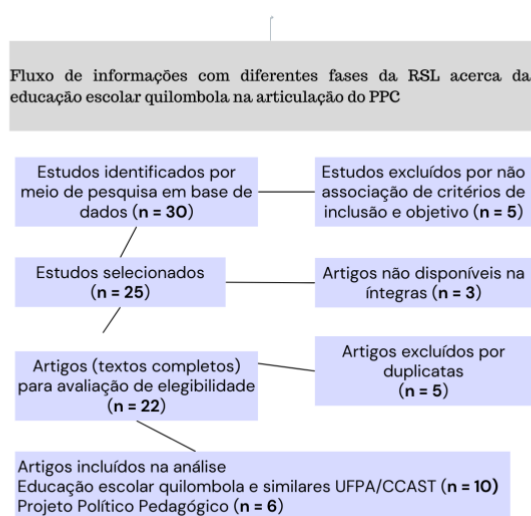 Fluxo de informações com diferentes fases da RSL acerca da
educação escolar quilombola na articulação do PPC
Estudos identificados por
meio de pesquisa em base de
dados (n = 30)
Estudos excluídos por não
associação de critérios de
inclusão e objetivo (n = 5)
Estudos selecionados
(n = 25)
Artigos não disponíveis na
íntegras (n = 3)
Artigos (textos completos)
para avaliação de elegibilidade
(n = 22)
Artigos excluídos por
duplicatas
(n = 5)
Artigos incluídos na análise
Educação escolar quilombola e similares UFPA/CCAST (n = 10)
Projeto Político Pedagógico (n = 6)